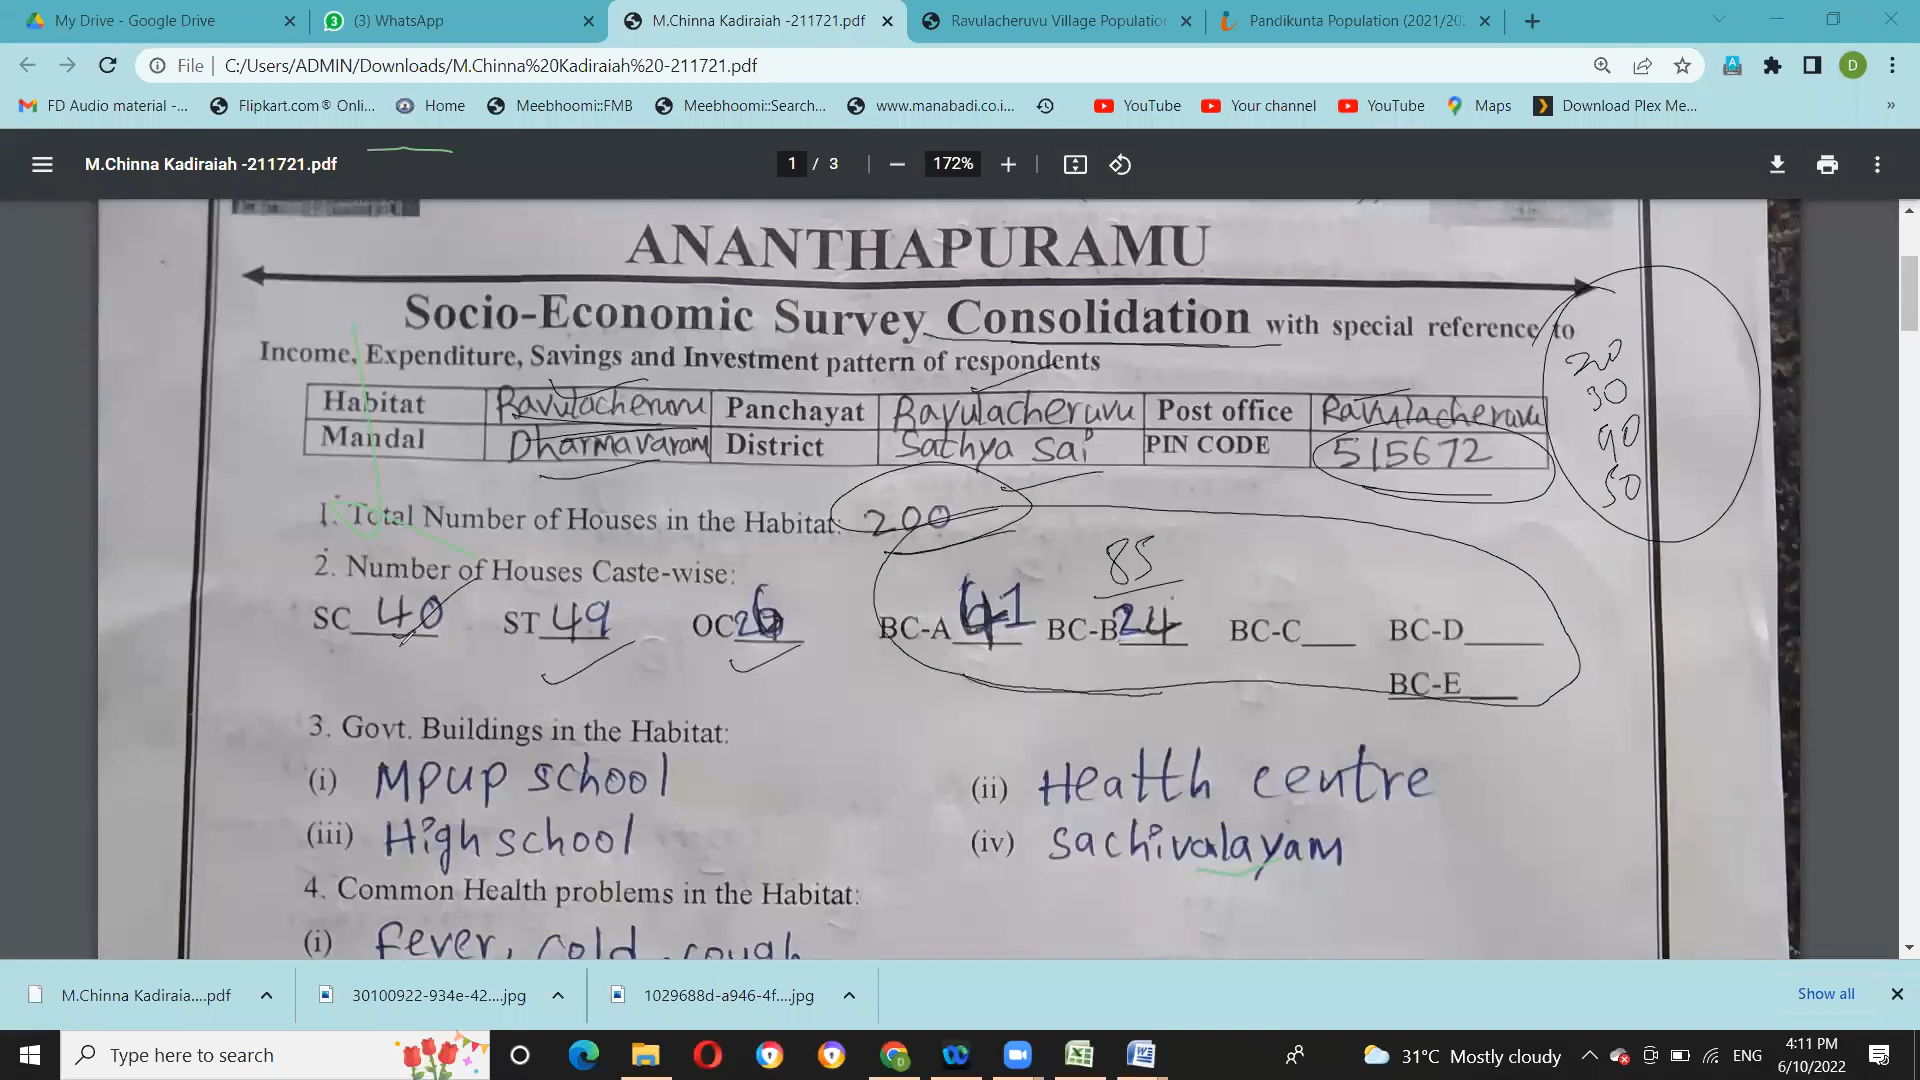 My Drive - Google Drive
(3) WhatsApp
M.Chinna Kadiraiah -211721.pdf
Ravulacheruvu Village Population
Pandikunta Population (2021/20
File
C:/Users/ADMIN/Downloads/M.Chinna%20Kadiraiah%20-211721.pdf
D
FD Audio material -...
Flipkart.com® Onli...
Home
Meebhoomi::FMB
Meebhoomi::Search...
www.manabadi.co.i...
YouTube
Your channel
YouTube
Maps
Download Plex Me...
»
M.Chinna Kadiraiah -211721.pdf
1 / 3
172%
ANANTHAPURAMU
Socio-Economic Survey Consolidation with special reference to
Income, Expenditure, Savings and Investment pattern of respondents
Habitat Ravulacheruvu Panchayat Ravulacheruvu Post office Ravulacheruvu
Mandal Dharmavaram District Sathya Sai PIN CODE 515672
50
1. Total Number of Houses in the Habitat: 200
85
2. Number of Houses Caste-wise:
SC 40 ST 49 OC 26 BC-A 61 BC-B 24 BC-C BC-D
BC-E
3. Govt. Buildings in the Habitat:
(i) MPUP School (ii) Health centre
(iii) High school (iv) Sachivalayam
4. Common Health problems in the Habitat:
(i) Fever, cold, cough
M.Chinna Kadiraia....pdf
30100922-934e-42....jpg
1029688d-a946-4f....jpg
Show all
Type here to search
31°C Mostly cloudy
ENG
4:11 PM
6/10/2022